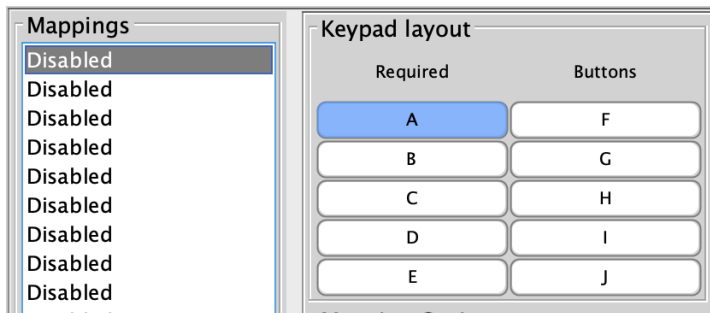 Mappings
Disabled
Disabled
Disabled
Disabled
Disabled
Disabled
Disabled
Disabled
Disabled
Keypad layout
Required Buttons
A F
B G
C H
D I
E J